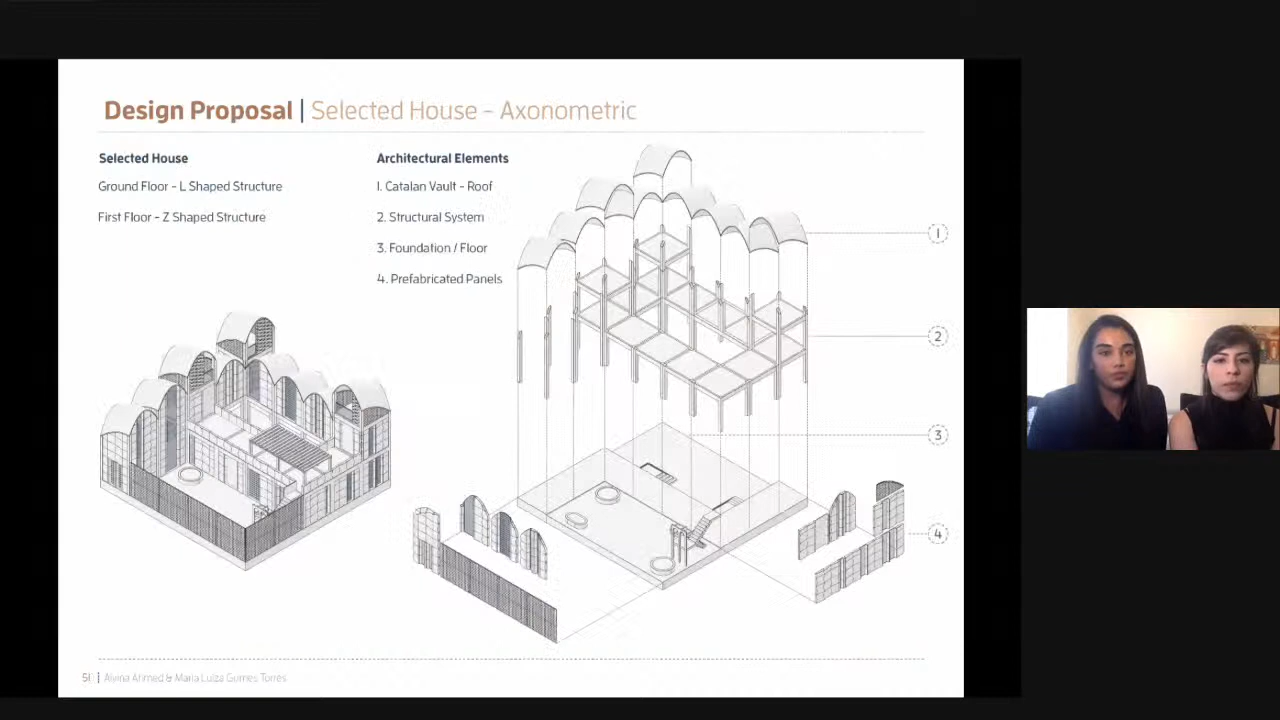 Design Proposal | Selected House - Axonometric
Selected House
Ground Floor - L Shaped Structure
First Floor - Z Shaped Structure
Architectural Elements
1. Catalan Vault - Roof
2. Structural System
3. Foundation / Floor
4. Prefabricated Panels
1
2
3
4
| Alvina Ahmed & Maria Luiza Gumes Torres